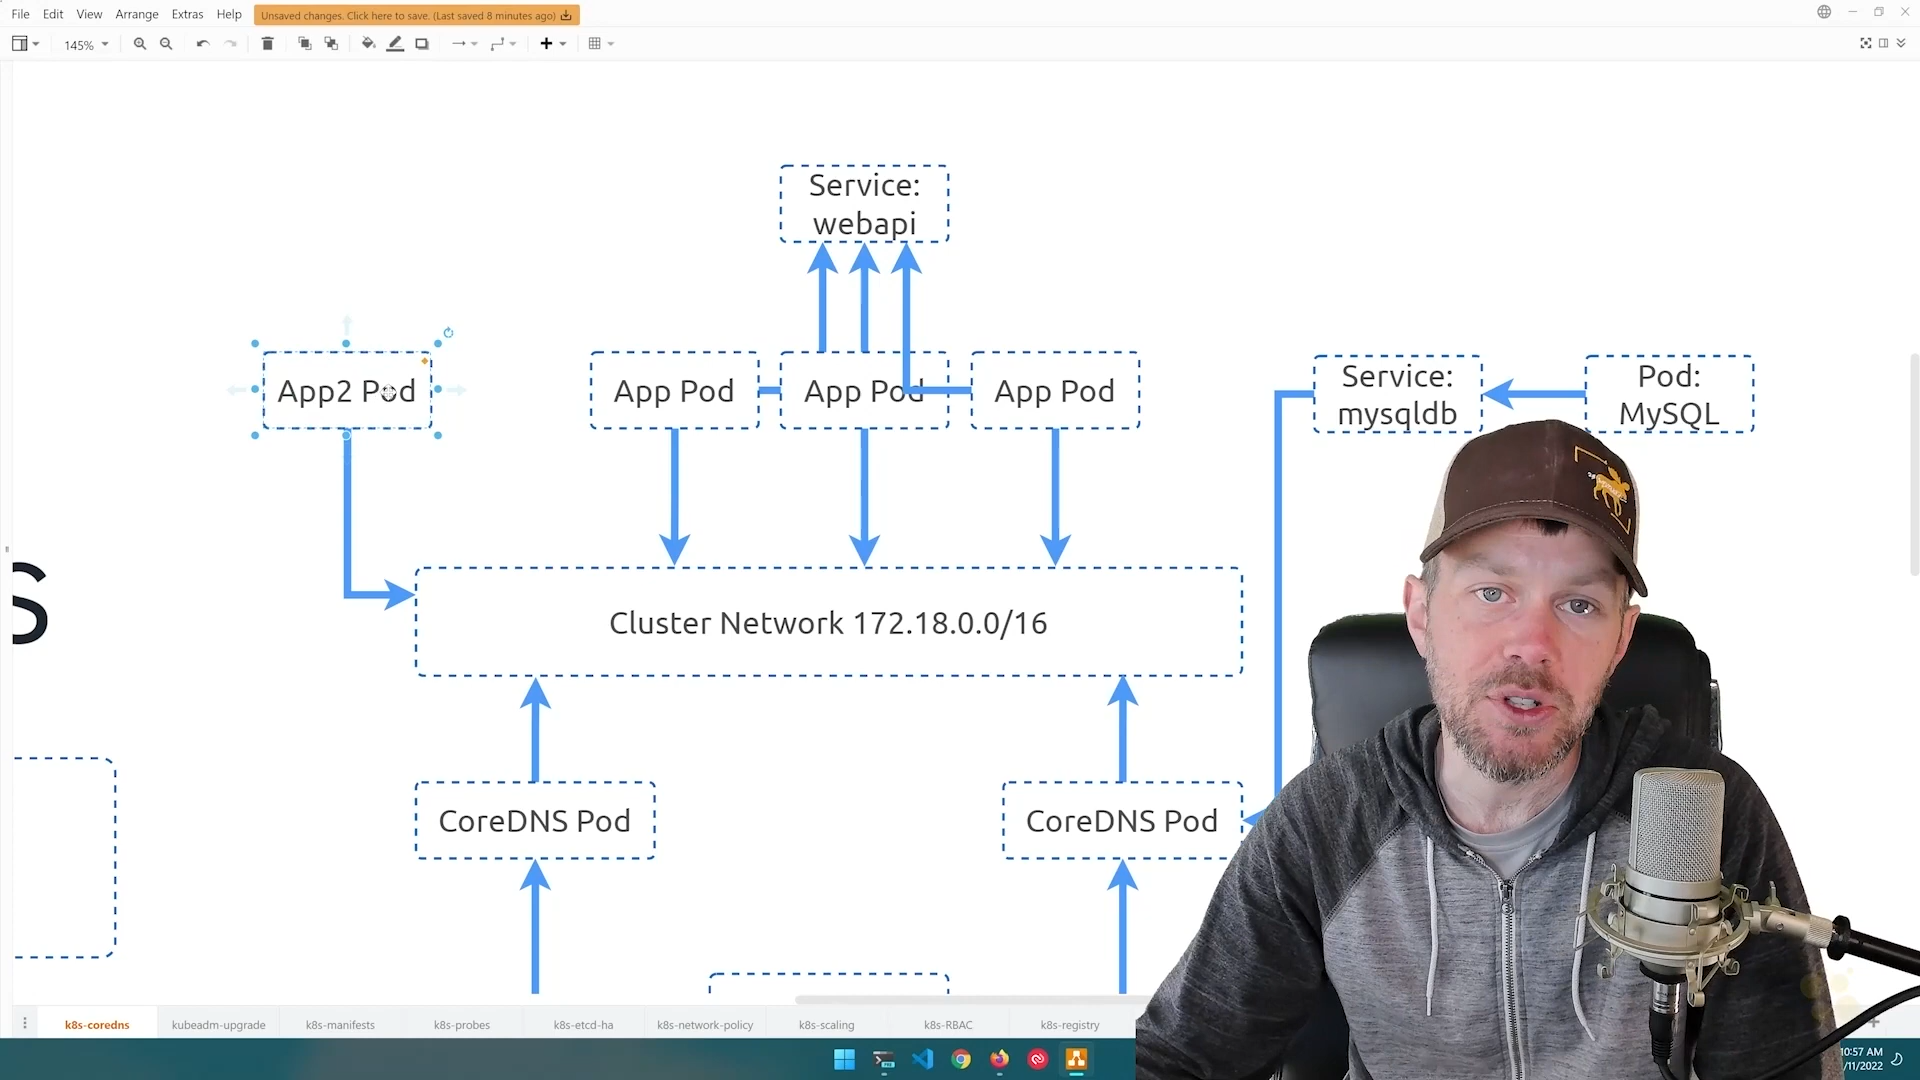 File Edit View Arrange Extras Help Unsaved changes. Click here to save. (Last saved 8 minutes ago)
145%
Service:
webapi
App2 Pod
App Pod
App Pod
App Pod
Service:
mysqldb
Pod:
MySQL
S
Cluster Network 172.18.0.0/16
CoreDNS Pod
CoreDNS Pod
k8s-coredns kubeadm-upgrade k8s-manifests k8s-probes k8s-etcd-ha k8s-network-policy k8s-scaling k8s-RBAC k8s-registry
10:57 AM
/11/2022